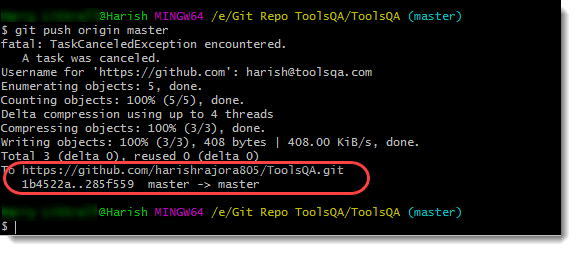 @Harish MINGW64 /e/Git Repo ToolsQA/ToolsQA (master)
$ git push origin master
fatal: TaskCanceledException encountered.
   A task was canceled.
Username for 'https://github.com': harish@toolsqa.com
Enumerating objects: 5, done.
Counting objects: 100% (5/5), done.
Delta compression using up to 4 threads
Compressing objects: 100% (3/3), done.
Writing objects: 100% (3/3), 408 bytes | 408.00 KiB/s, done.
Total 3 (delta 0), reused 0 (delta 0)
To https://github.com/harishrajora805/ToolsQA.git
   1b4522a..285f559  master -> master
@Harish MINGW64 /e/Git Repo ToolsQA/ToolsQA (master)
$